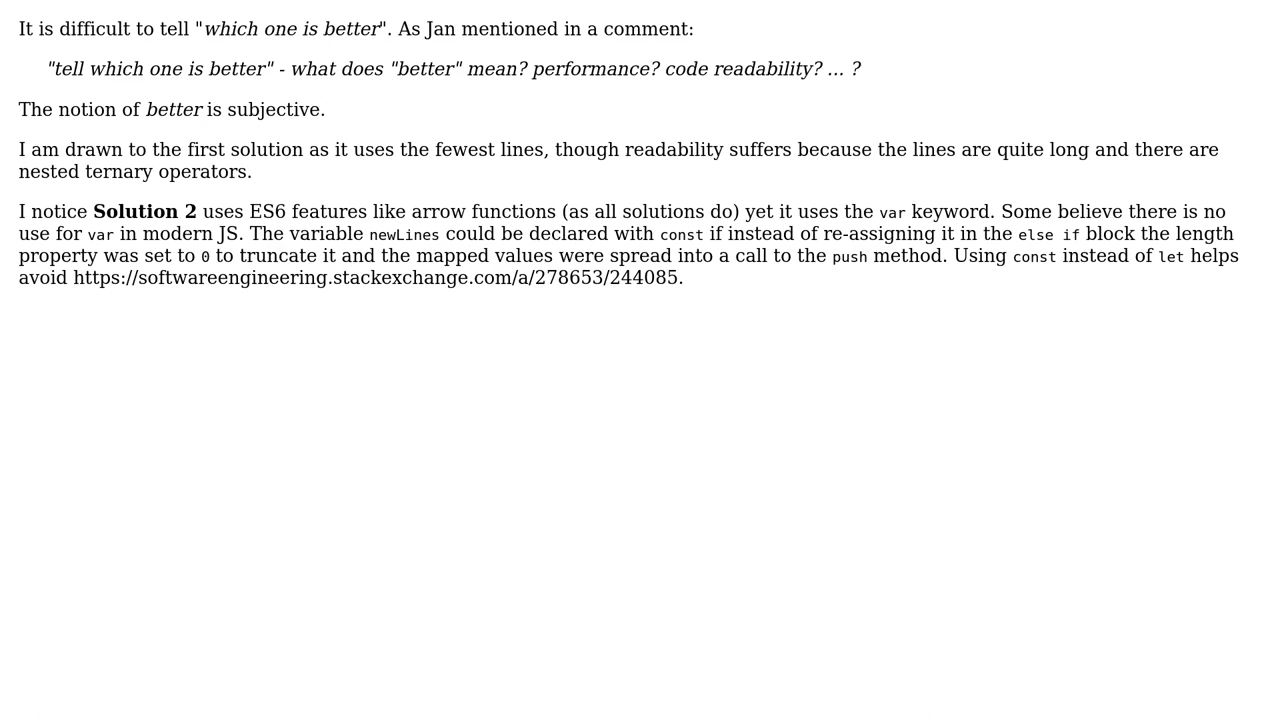 It is difficult to tell "which one is better". As Jan mentioned in a comment:
"tell which one is better" - what does "better" mean? performance? code readability? ... ?
The notion of better is subjective.
I am drawn to the first solution as it uses the fewest lines, though readability suffers because the lines are quite long and there are
nested ternary operators.
I notice Solution 2 uses ES6 features like arrow functions (as all solutions do) yet it uses the var keyword. Some believe there is no
use for var in modern JS. The variable newLines could be declared with const if instead of re-assigning it in the else if block the length
property was set to 0 to truncate it and the mapped values were spread into a call to the push method. Using const instead of let helps
avoid https://softwareengineering.stackexchange.com/a/278653/244085.